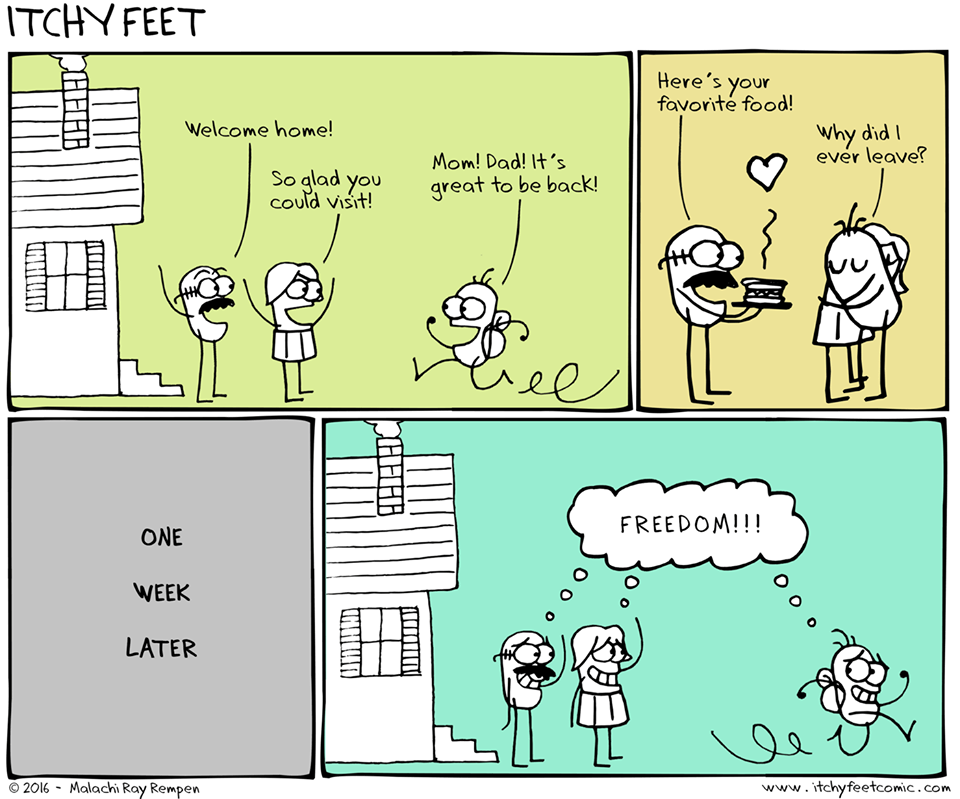 ITCHY FEET
Welcome home!
So glad you
could visit!
Mom! Dad! It's
great to be back!
Here's your
favorite food!
Why did I
ever leave?
ONE
WEEK
LATER
FREEDOM!!!
© 2016 - Malachi Ray Rempen
www.itchyfeetcomic.com